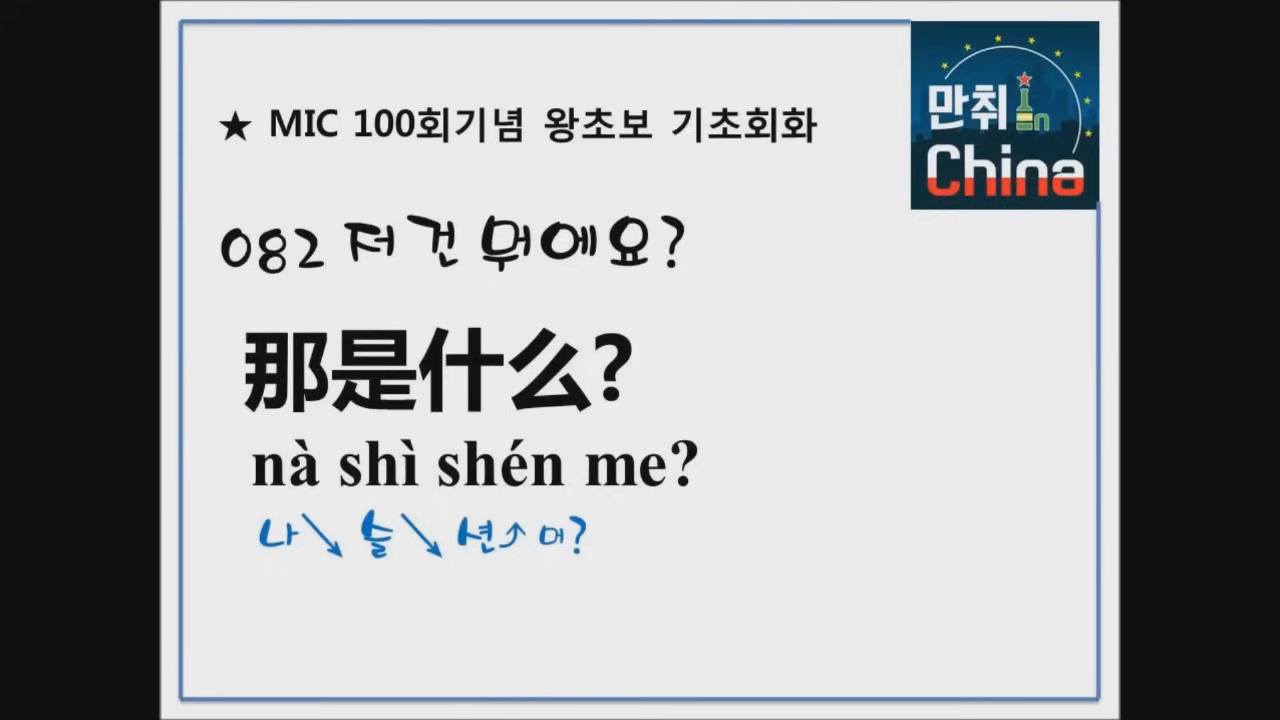 ★ MIC 100회기념 왕초보 기초회화
만취 in
China
082 저건 뭐에요?
那是什么?
nà shì shén me?
나↘ 슬↘ 션↗ 머?